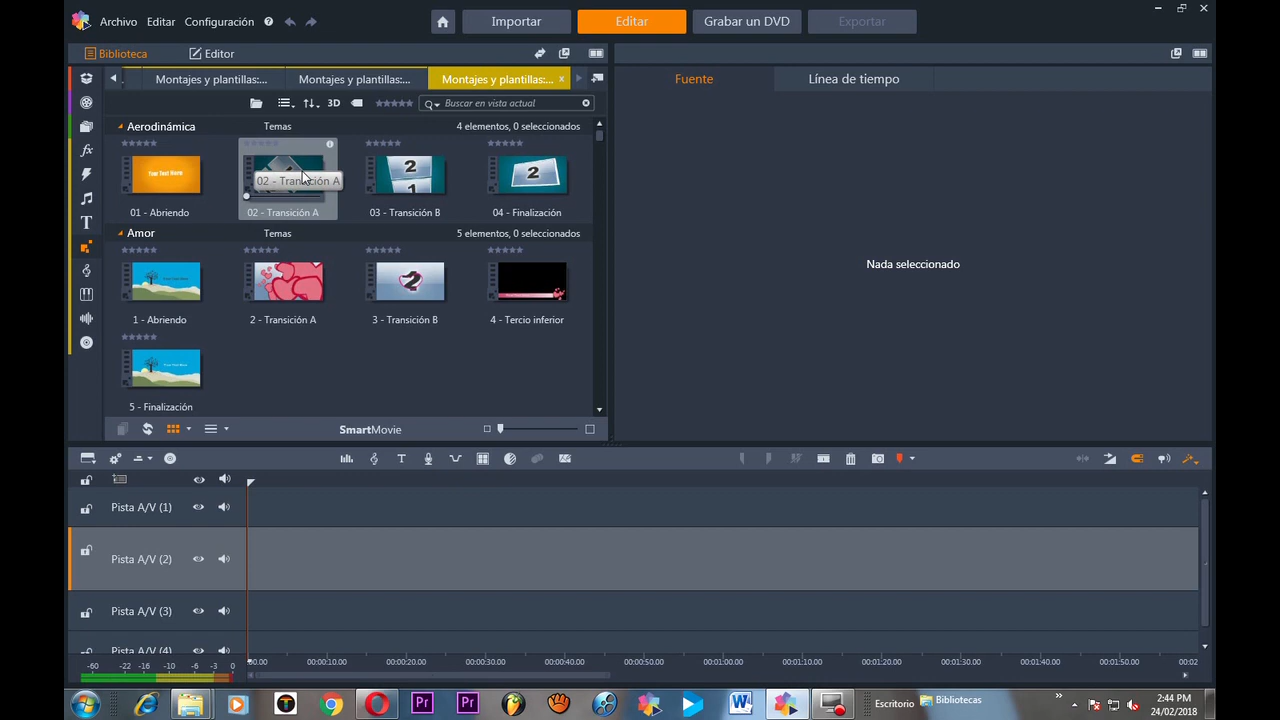 Archivo Editar Configuración
Importar Editar Grabar un DVD Exportar
Biblioteca Editor
Montajes y plantillas:... Montajes y plantillas:... Montajes y plantillas:... x
Fuente Línea de tiempo
3D Buscar en vista actual
Aerodinámica Temas 4 elementos, 0 seleccionados
02 - Transición A
01 - Abriendo 02 - Transición A 03 - Transición B 04 - Finalización
Amor Temas 5 elementos, 0 seleccionados
1 - Abriendo 2 - Transición A 3 - Transición B 4 - Tercio inferior
5 - Finalización
Nada seleccionado
SmartMovie
Pista A/V (1)
Pista A/V (2)
Pista A/V (3)
Pista A/V (4)
-60 -22 -16 -10 -6 -3 0
:00.00 00:00:10.00 00:00:20.00 00:00:30.00 00:00:40.00 00:00:50.00 00:01:00.00 00:01:10.00 00:01:20.00 00:01:30.00 00:01:40.00 00:01:50.00 00:02
Escritorio Bibliotecas
2:44 PM
24/02/2018